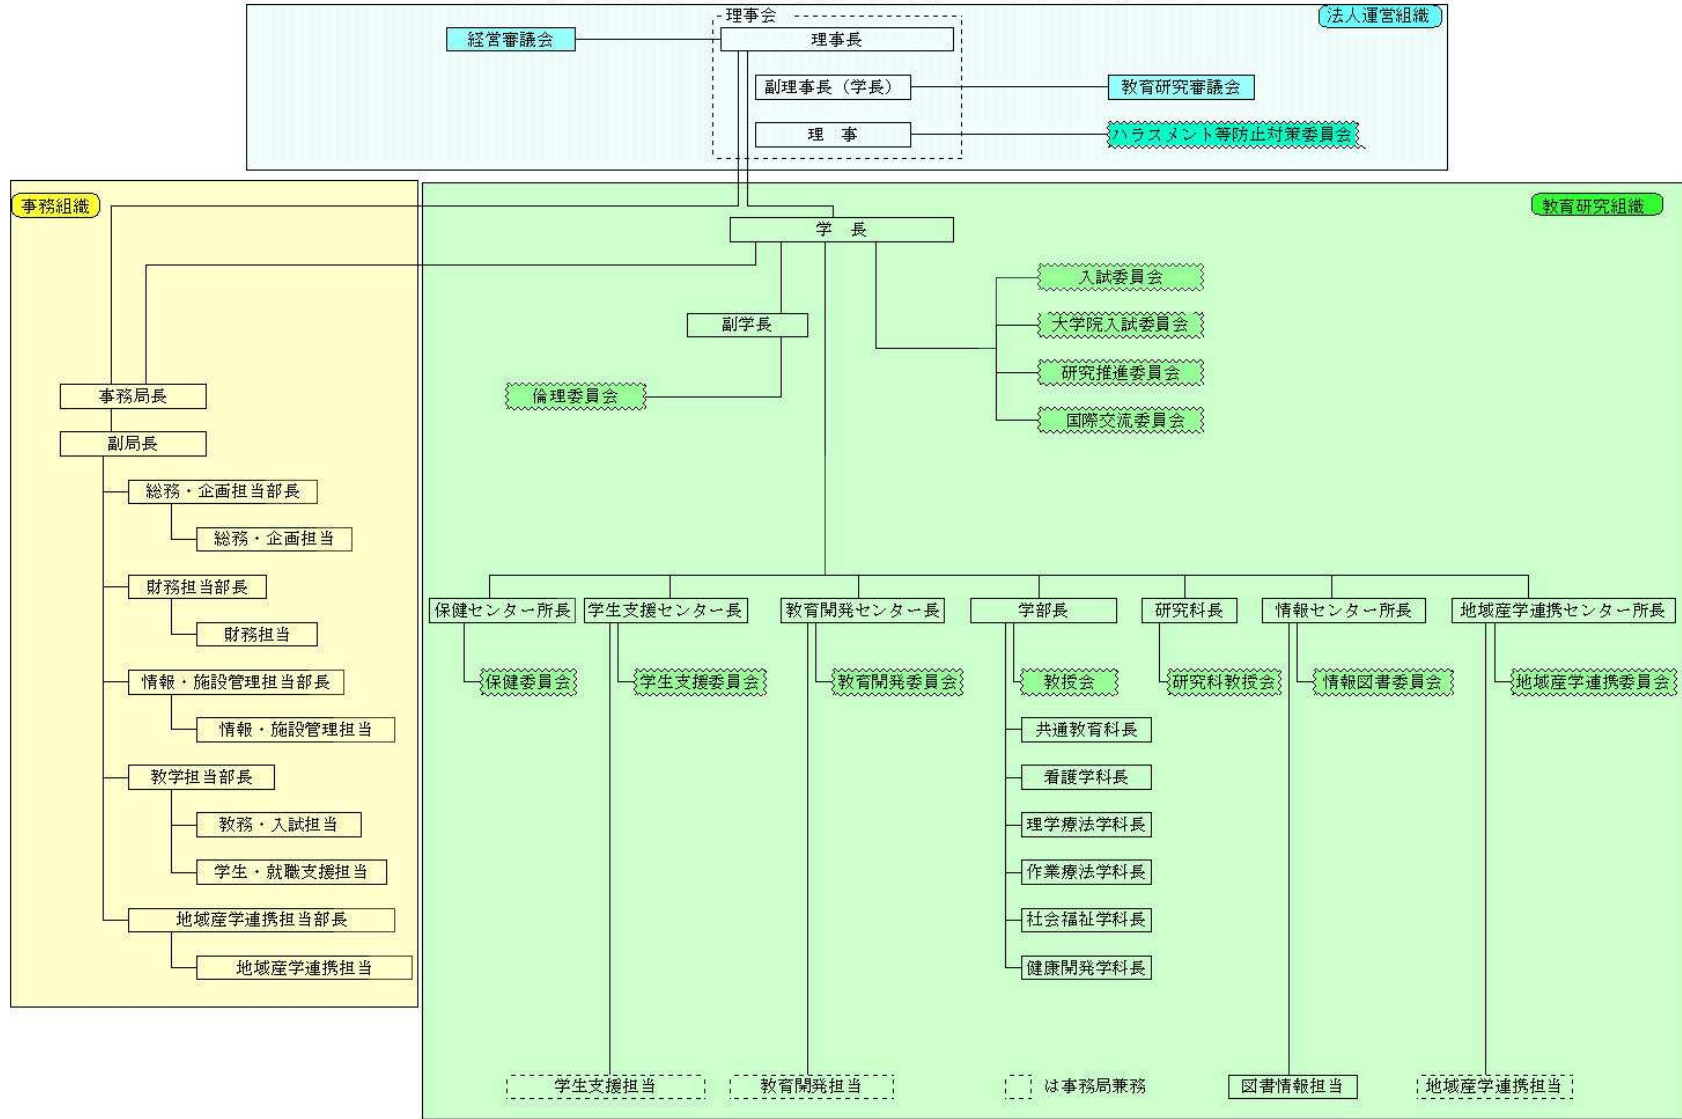 法人運営組織
理事会
経営審議会
理事長
副理事長（学長）
教育研究審議会
理　事
ハラスメント等防止対策委員会
事務組織
教育研究組織
学　長
入試委員会
大学院入試委員会
副学長
研究推進委員会
倫理委員会
国際交流委員会
事務局長
副局長
総務・企画担当部長
総務・企画担当
財務担当部長
財務担当
情報・施設管理担当部長
情報・施設管理担当
教学担当部長
教務・入試担当
学生・就職支援担当
地域産学連携担当部長
地域産学連携担当
保健センター所長
学生支援センター長
教育開発センター長
学部長
研究科長
情報センター所長
地域産学連携センター所長
保健委員会
学生支援委員会
教育開発委員会
教授会
研究科教授会
情報図書委員会
地域産学連携委員会
共通教育科長
看護学科長
理学療法学科長
作業療法学科長
社会福祉学科長
健康開発学科長
学生支援担当
教育開発担当
は事務局兼務
図書情報担当
地域産学連携担当